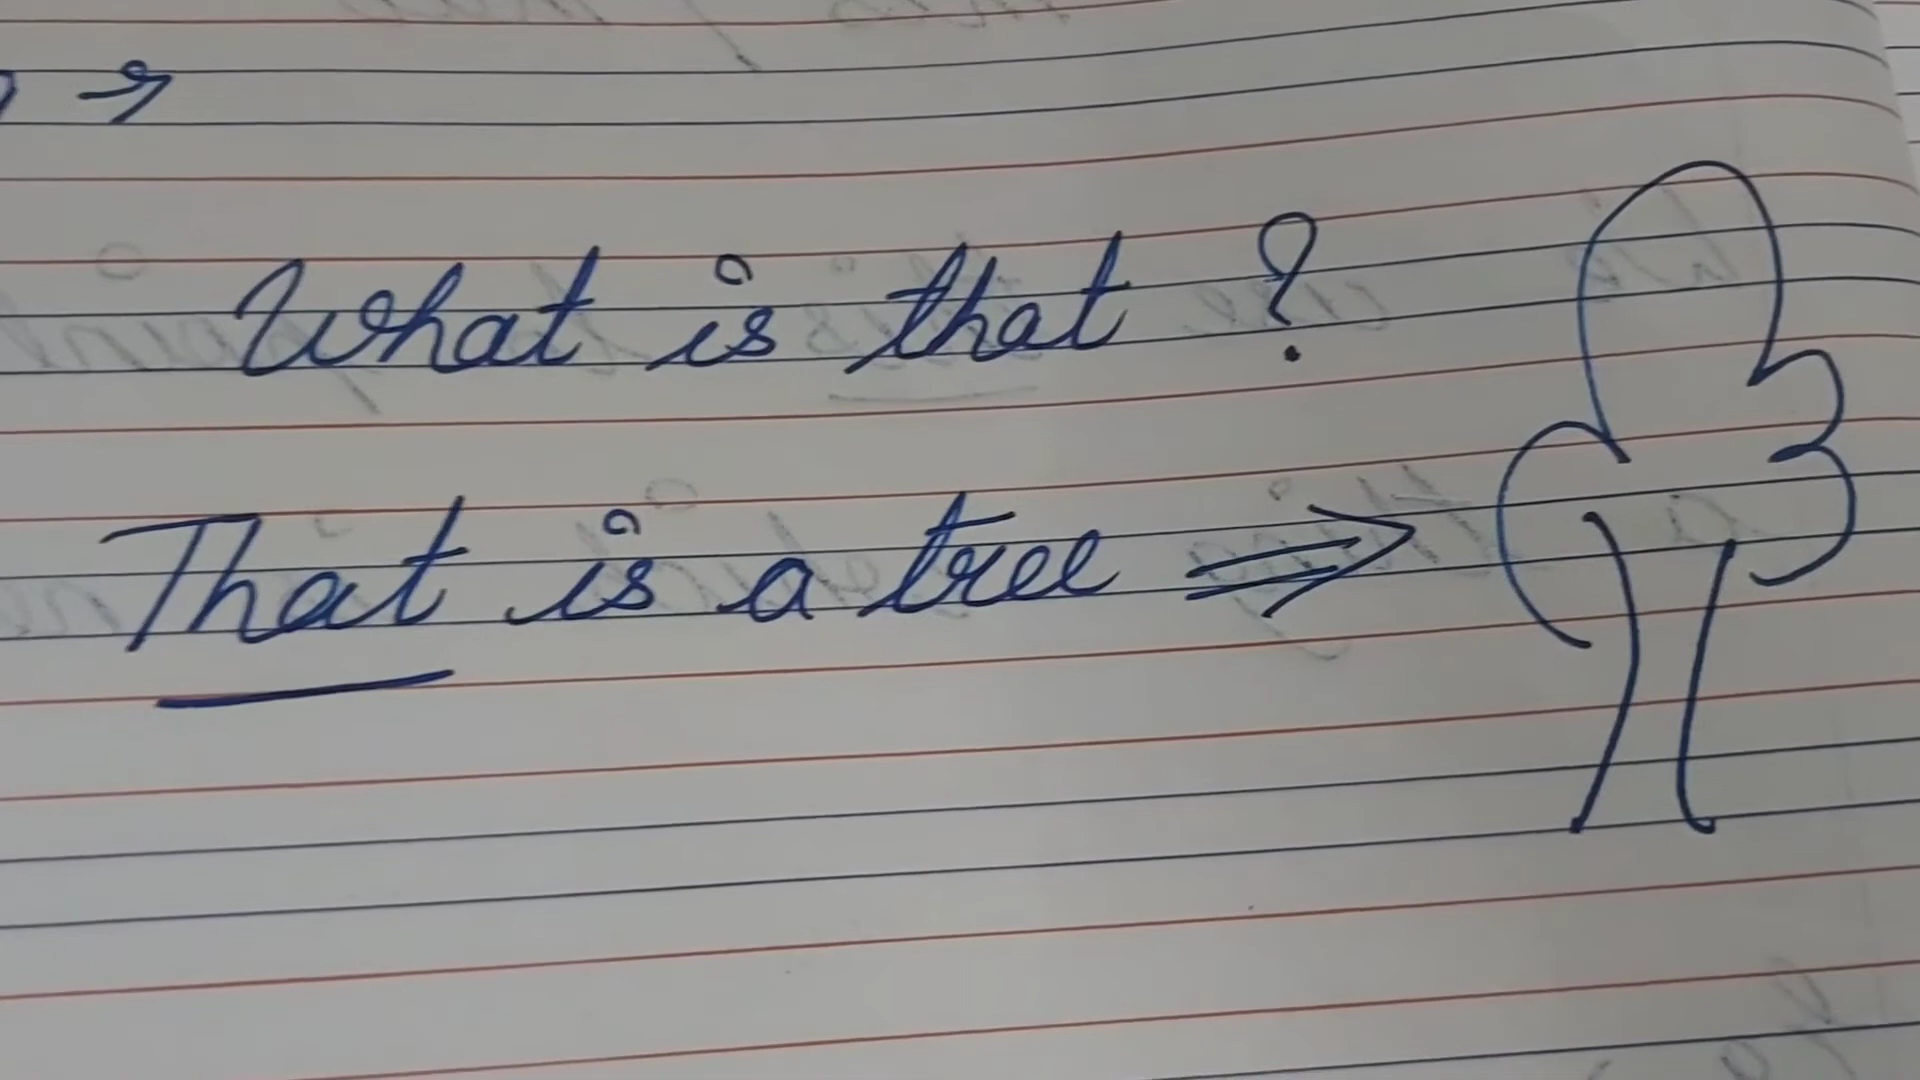 →
What is that ?
That is a tree ⇒